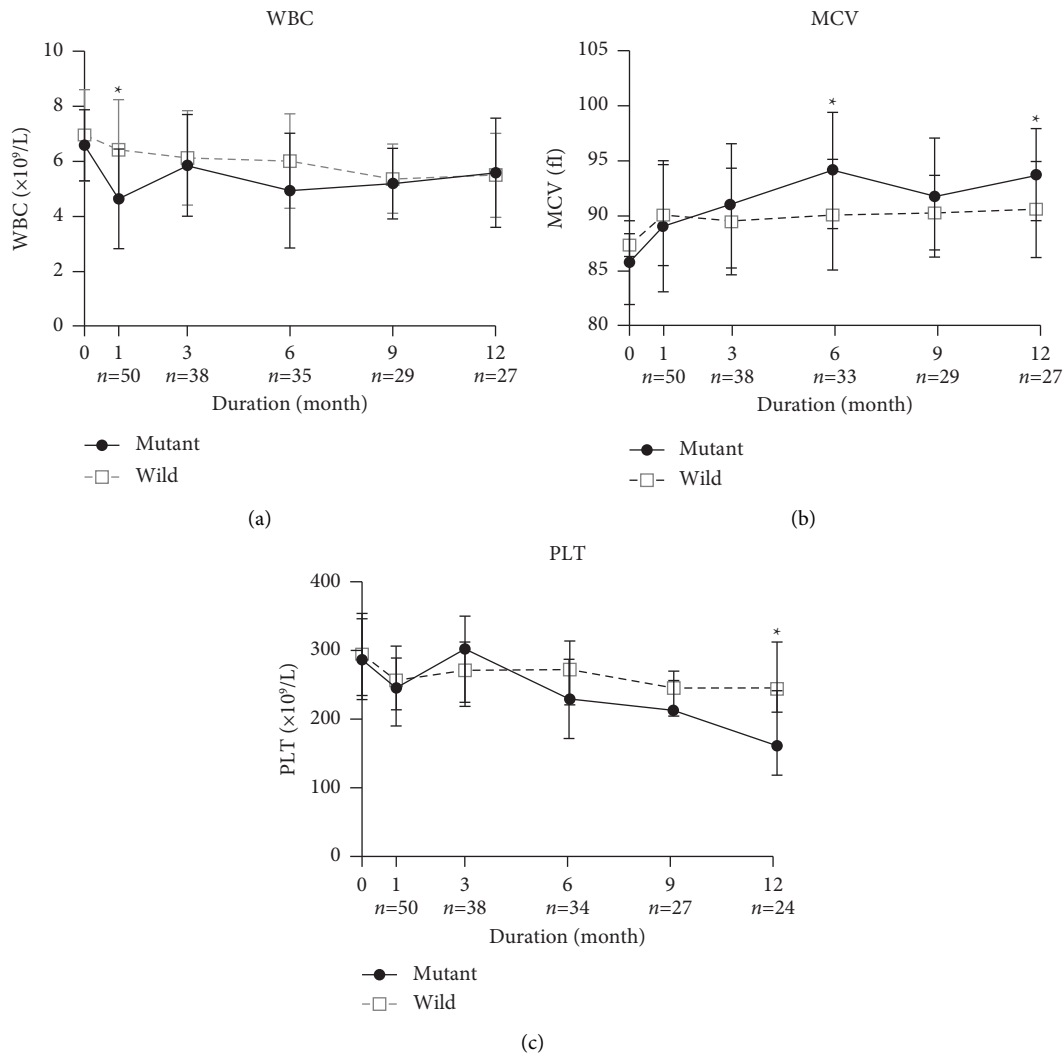 WBC
10
8
6
4
2
0
WBC (×10⁹/L)
*
0 1 3 6 9 12
n=50 n=38 n=35 n=29 n=27
Duration (month)
Mutant
Wild
(a)
MCV
105
100
95
90
85
80
MCV (fl)
* *
0 1 3 6 9 12
n=50 n=38 n=33 n=29 n=27
Duration (month)
Mutant
Wild
(b)
PLT
400
300
200
100
0
PLT (×10⁹/L)
*
0 1 3 6 9 12
n=50 n=38 n=34 n=27 n=24
Duration (month)
Mutant
Wild
(c)